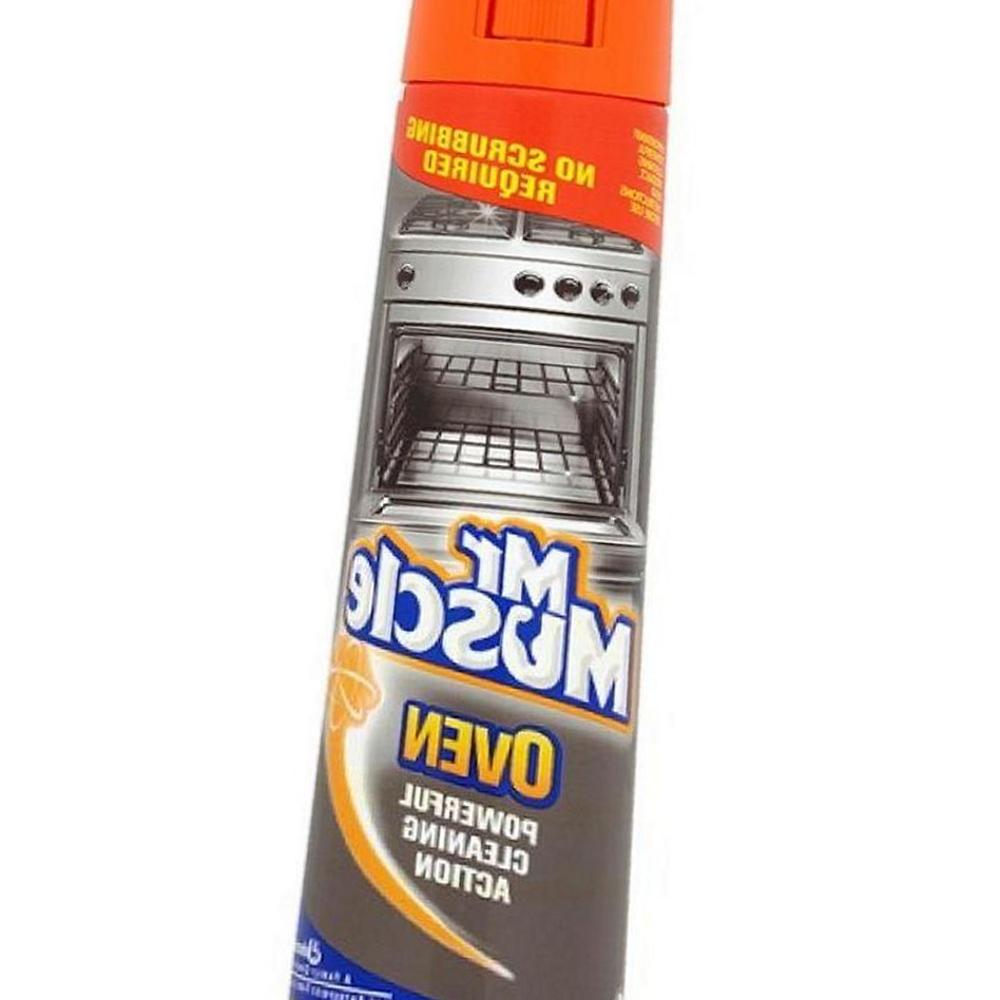 NO SCRUBBING
REQUIRED
Mr
Muscle
OVEN
POWERFUL
CLEANING
ACTION